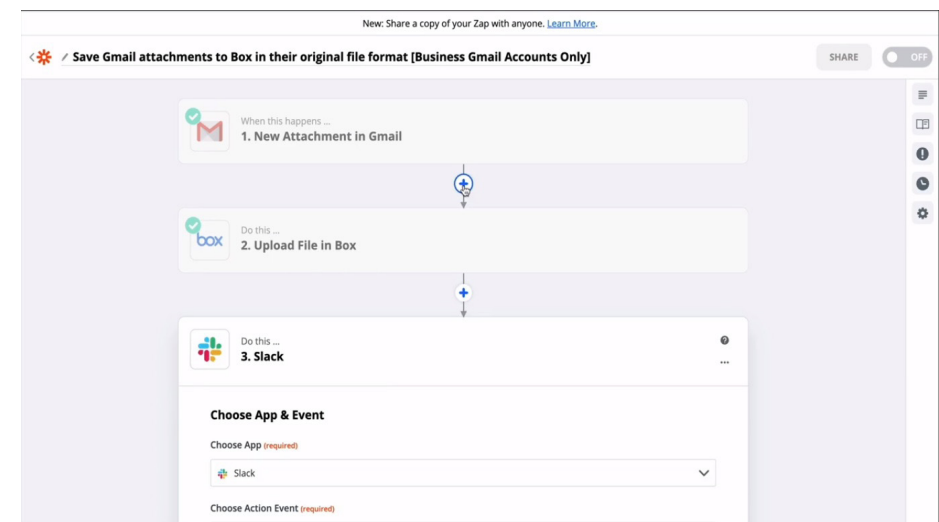 New: Share a copy of your Zap with anyone. Learn More.
Save Gmail attachments to Box in their original file format [Business Gmail Accounts Only]
SHARE
OFF
When this happens ...
1. New Attachment in Gmail
box
Do this ...
2. Upload File in Box
Do this ...
3. Slack
Choose App & Event
Choose App (required)
Slack
Choose Action Event (required)